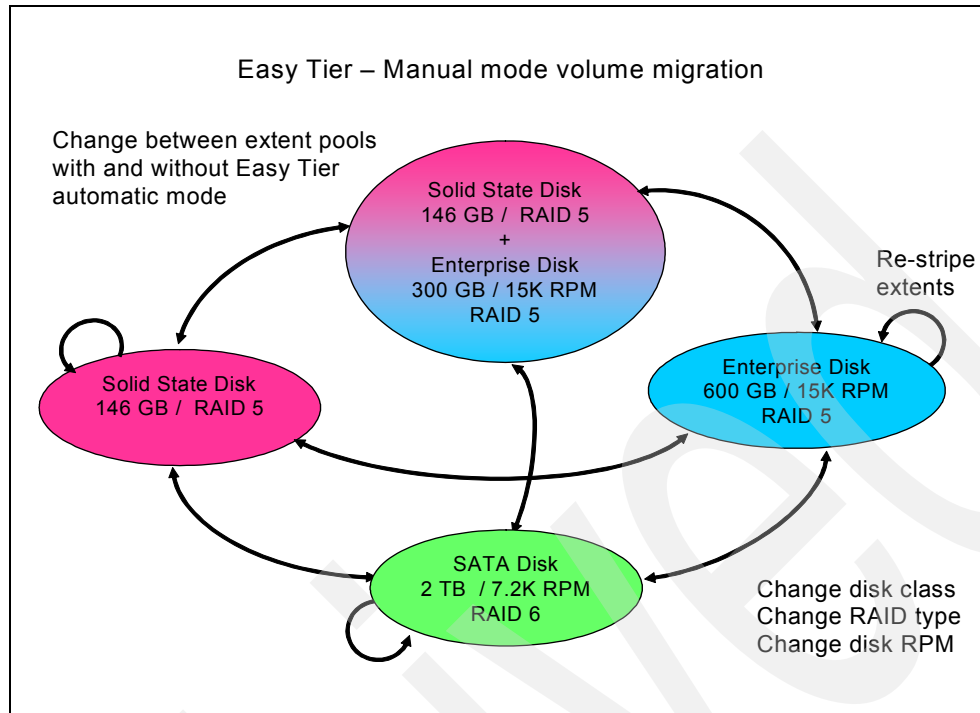 Easy Tier – Manual mode volume migration
Change between extent pools
with and without Easy Tier
automatic mode
Solid State Disk
146 GB / RAID 5
+
Enterprise Disk
300 GB / 15K RPM
RAID 5
Re-stripe
extents
Solid State Disk
146 GB / RAID 5
Enterprise Disk
600 GB / 15K RPM
RAID 5
SATA Disk
2 TB / 7.2K RPM
RAID 6
Change disk class
Change RAID type
Change disk RPM